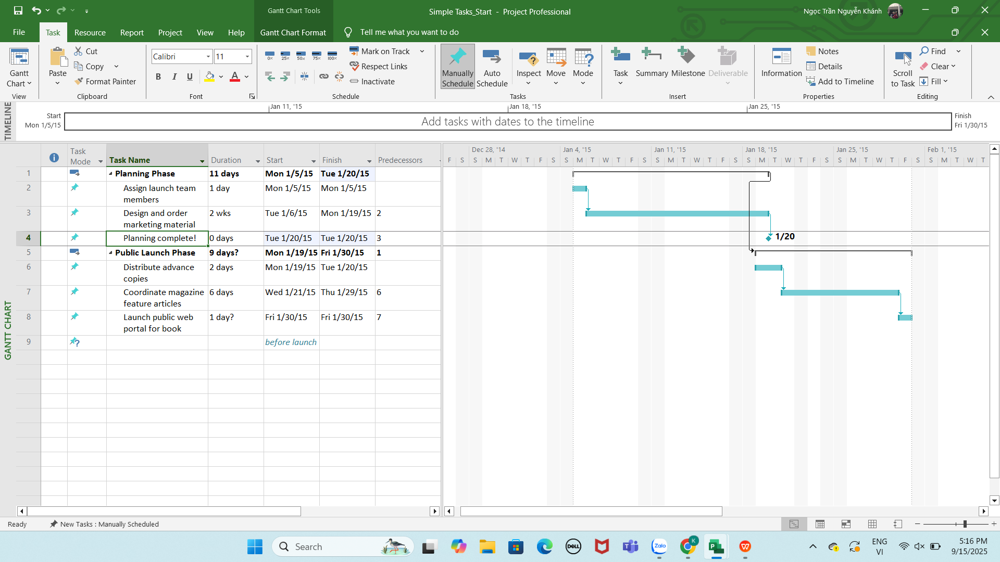 Gantt Chart Tools
Simple Tasks_Start - Project Professional
Ngọc Trần Nguyễn Khánh
File Task Resource Report Project View Help Gantt Chart Format Tell me what you want to do
Gantt Chart
View
Paste
Cut
Copy
Format Painter
Clipboard
Calibri 11
B I U A
Font
0% 25% 50% 75% 100%
Mark on Track
Respect Links
Inactivate
Schedule
Manually Schedule
Auto Schedule
Inspect
Move
Mode
Tasks
Task
Summary
Milestone
Deliverable
Insert
Information
Notes
Details
Add to Timeline
Properties
Scroll to Task
Find
Clear
Fill
Editing
TIMELINE
Jan 11, '15 Jan 18, '15 Jan 25, '15
Start
Mon 1/5/15
Add tasks with dates to the timeline
Finish
Fri 1/30/15
GANTT CHART
Task Mode Task Name Duration Start Finish Predecessors
1 Planning Phase 11 days Mon 1/5/15 Tue 1/20/15
2 Assign launch team members 1 day Mon 1/5/15 Mon 1/5/15
3 Design and order marketing material 2 wks Tue 1/6/15 Mon 1/19/15 2
4 Planning complete! 0 days Tue 1/20/15 Tue 1/20/15 3
5 Public Launch Phase 9 days? Mon 1/19/15 Fri 1/30/15 1
6 Distribute advance copies 2 days Mon 1/19/15 Tue 1/20/15
7 Coordinate magazine feature articles 6 days Wed 1/21/15 Thu 1/29/15 6
8 Launch public web portal for book 1 day? Fri 1/30/15 Fri 1/30/15 7
9 before launch
Dec 28, '14 Jan 4, '15 Jan 11, '15 Jan 18, '15 Jan 25, '15 Feb 1, '15
F S S M T W T F S S M T W T F S S M T W T F S S M T W T F S S M T W T F S S M T W T
1/20
Ready New Tasks : Manually Scheduled
Search
DELL
Zalo
K
ENG
VI
5:16 PM
9/15/2025